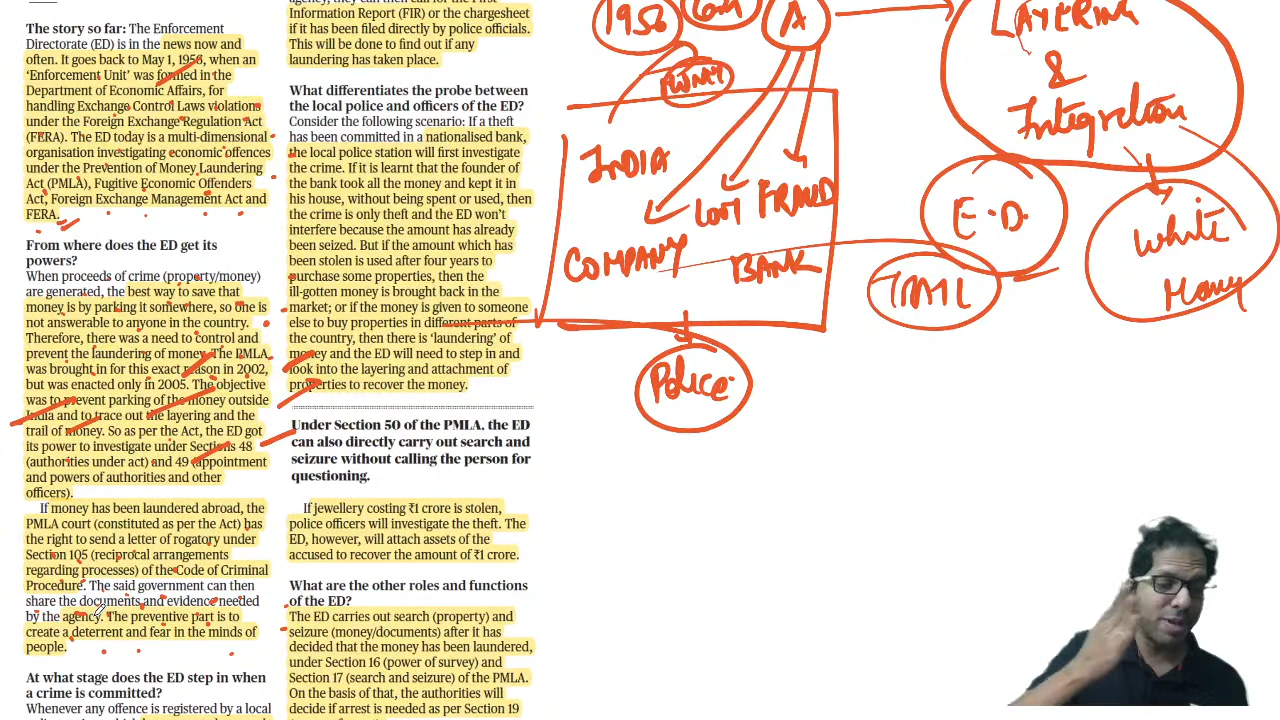 The story so far: The Enforcement
Directorate (ED) is in the news now and
often. It goes back to May 1, 1956, when an
‘Enforcement Unit’ was formed in the
Department of Economic Affairs, for
handling Exchange Control Laws violations
under the Foreign Exchange Regulation Act
(FERA). The ED today is a multi-dimensional
organisation investigating economic offences
under the Prevention of Money Laundering
Act (PMLA), Fugitive Economic Offenders
Act, Foreign Exchange Management Act and
FERA.
From where does the ED get its
powers?
When proceeds of crime (property/money)
are generated, the best way to save that
money is by parking it somewhere, so one is
not answerable to anyone in the country.
Therefore, there was a need to control and
prevent the laundering of money. The PMLA
was brought in for this exact reason in 2002,
but was enacted only in 2005. The objective
was to prevent parking of the money outside
India and to trace out the layering and the
trail of money. So as per the Act, the ED got
its power to investigate under Sections 48
(authorities under act) and 49 (appointment
and powers of authorities and other
officers).
If money has been laundered abroad, the
PMLA court (constituted as per the Act) has
the right to send a letter of rogatory under
Section 105 (reciprocal arrangements
regarding processes) of the Code of Criminal
Procedure. The said government can then
share the documents and evidence needed
by the agency. The preventive part is to
create a deterrent and fear in the minds of
people.
At what stage does the ED step in when
a crime is committed?
Whenever any offence is registered by a local
agency, they can then call for the First
Information Report (FIR) or the chargesheet
if it has been filed directly by police officials.
This will be done to find out if any
laundering has taken place.
What differentiates the probe between
the local police and officers of the ED?
Consider the following scenario: If a theft
has been committed in a nationalised bank,
the local police station will first investigate
the crime. If it is learnt that the founder of
the bank took all the money and kept it in
his house, without being spent or used, then
the crime is only theft and the ED won’t
interfere because the amount has already
been seized. But if the amount which has
been stolen is used after four years to
purchase some properties, then the
ill-gotten money is brought back in the
market; or if the money is given to someone
else to buy properties in different parts of
the country, then there is ‘laundering’ of
money and the ED will need to step in and
look into the layering and attachment of
properties to recover the money.
Under Section 50 of the PMLA, the ED
can also directly carry out search and
seizure without calling the person for
questioning.
If jewellery costing ₹1 crore is stolen,
police officers will investigate the theft. The
ED, however, will attach assets of the
accused to recover the amount of ₹1 crore.
What are the other roles and functions
of the ED?
The ED carries out search (property) and
seizure (money/documents) after it has
decided that the money has been laundered,
under Section 16 (power of survey) and
Section 17 (search and seizure) of the PMLA.
On the basis of that, the authorities will
decide if arrest is needed as per Section 19
1956
A
LAYERING
&
Integration
INDIA
LOOT FRAUD
COMPANY
BANK
E.D.
TRAIL
White
Money
Police